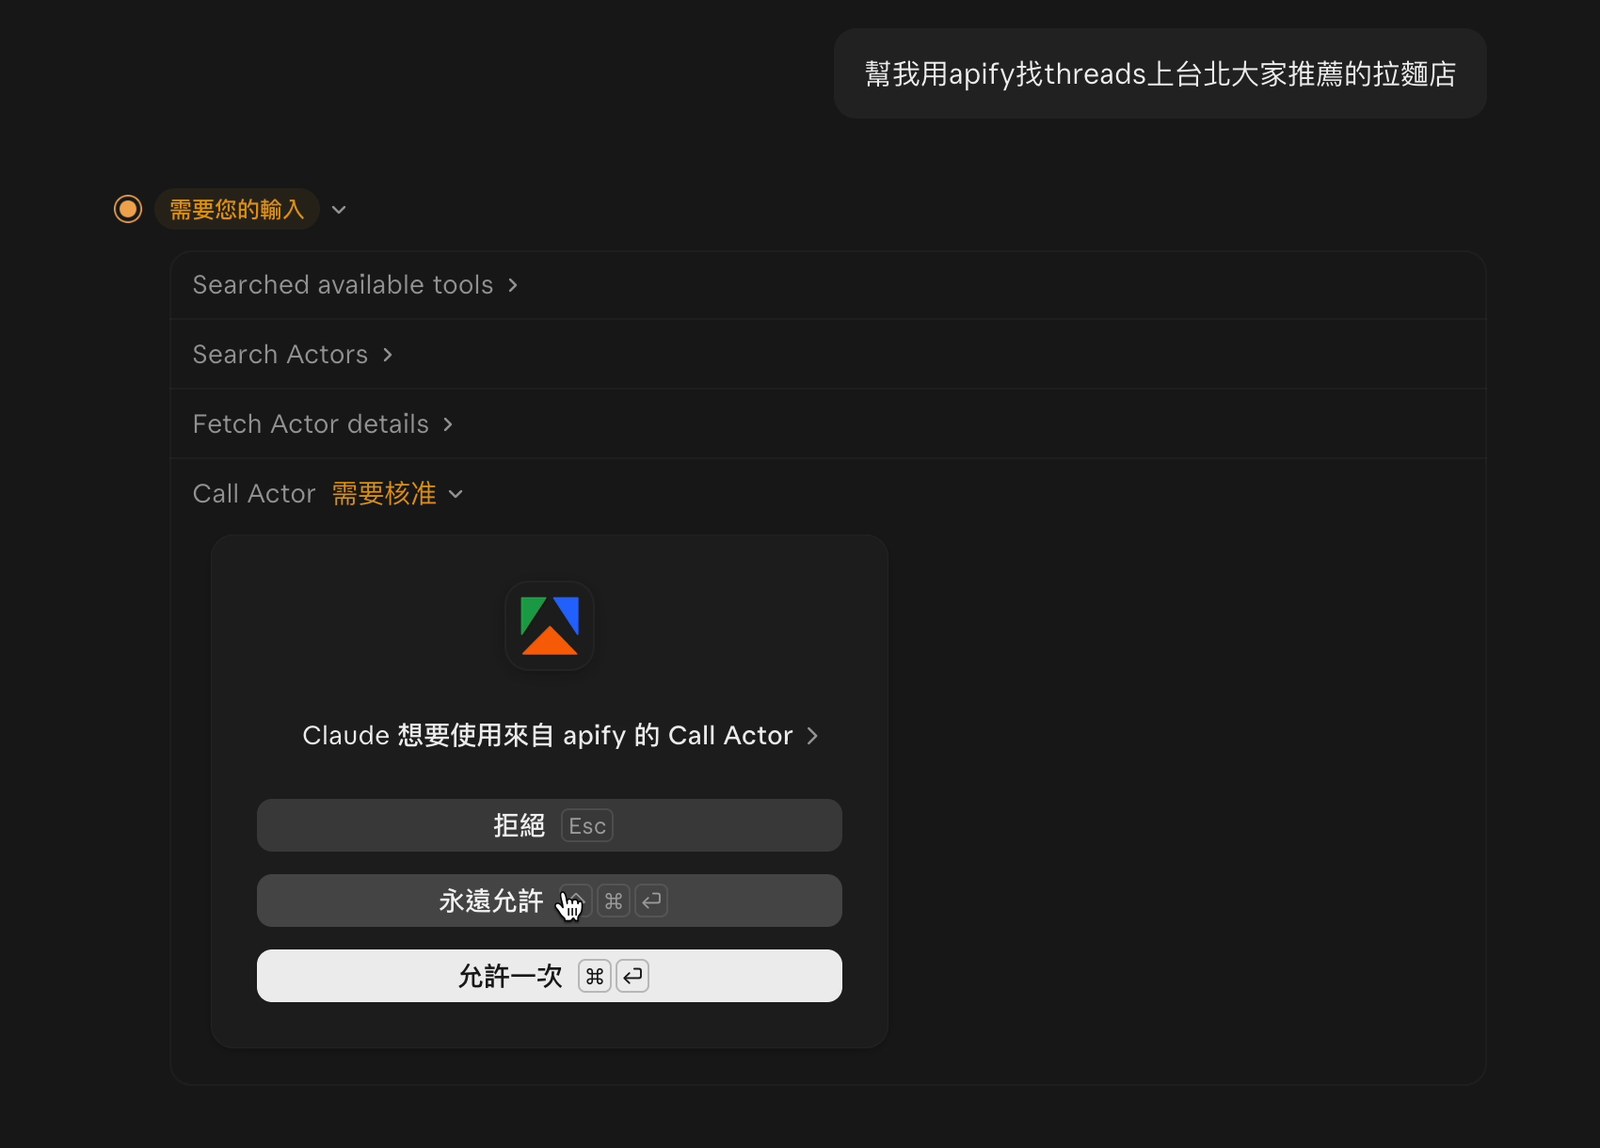 幫我用apify找threads上台北大家推薦的拉麵店
需要您的輸入
Searched available tools
Search Actors
Fetch Actor details
Call Actor 需要核准
Claude 想要使用來自 apify 的 Call Actor
拒絕 Esc
永遠允許 ⌘ ↵
允許一次 ⌘ ↵